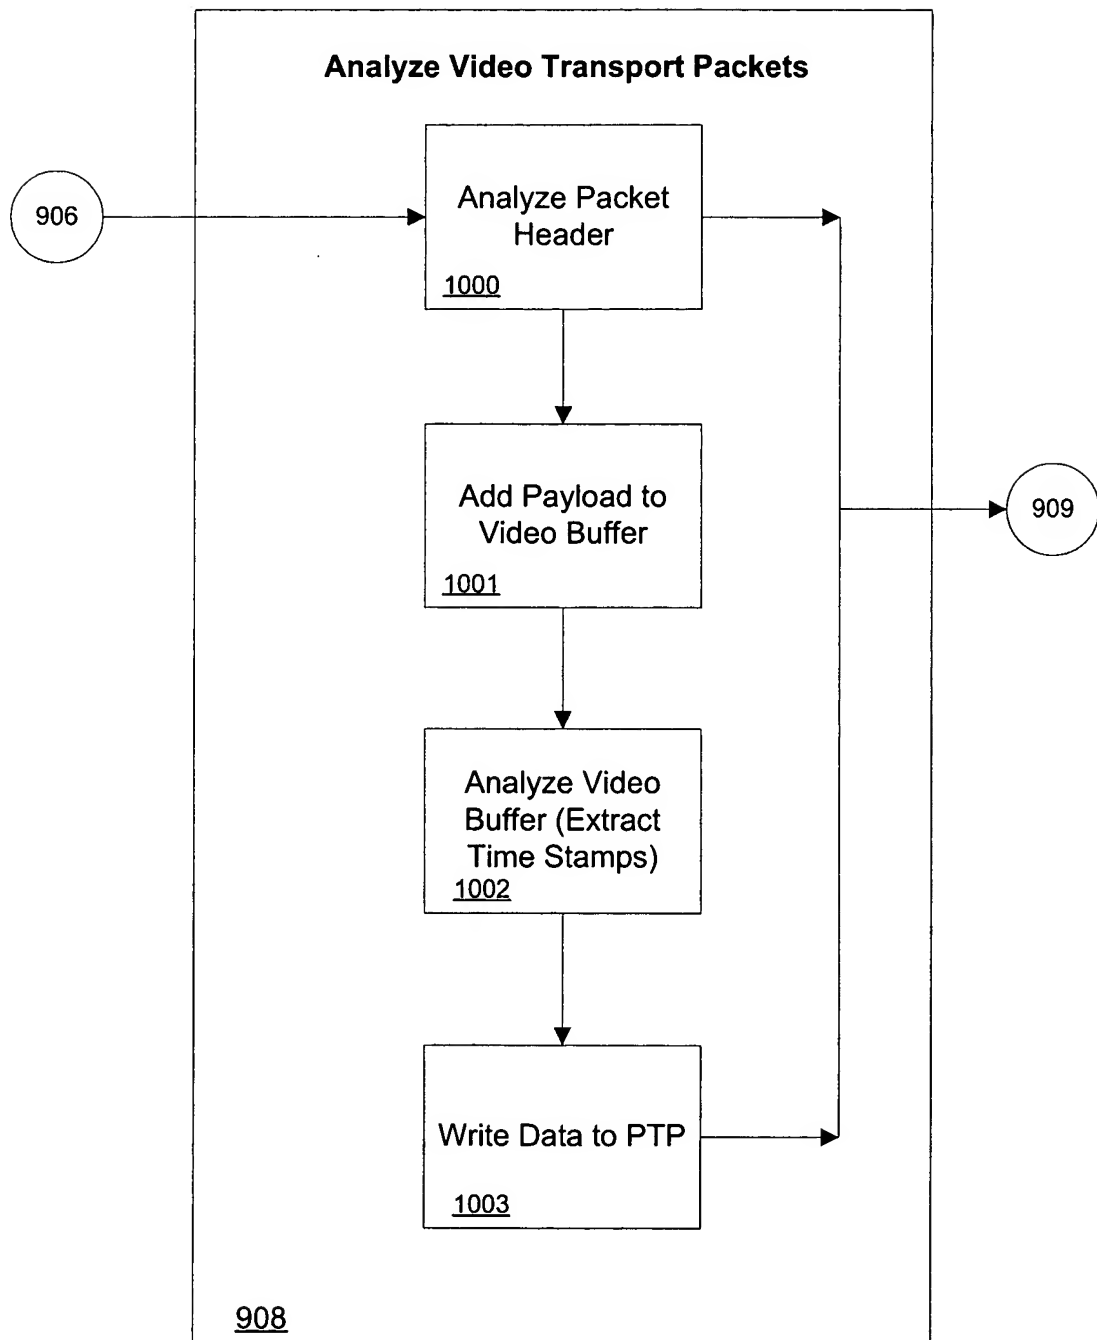 Analyze Video Transport Packets
906
Analyze Packet
Header
1000
Add Payload to
Video Buffer
1001
909
Analyze Video
Buffer (Extract
Time Stamps)
1002
Write Data to PTP
1003
908